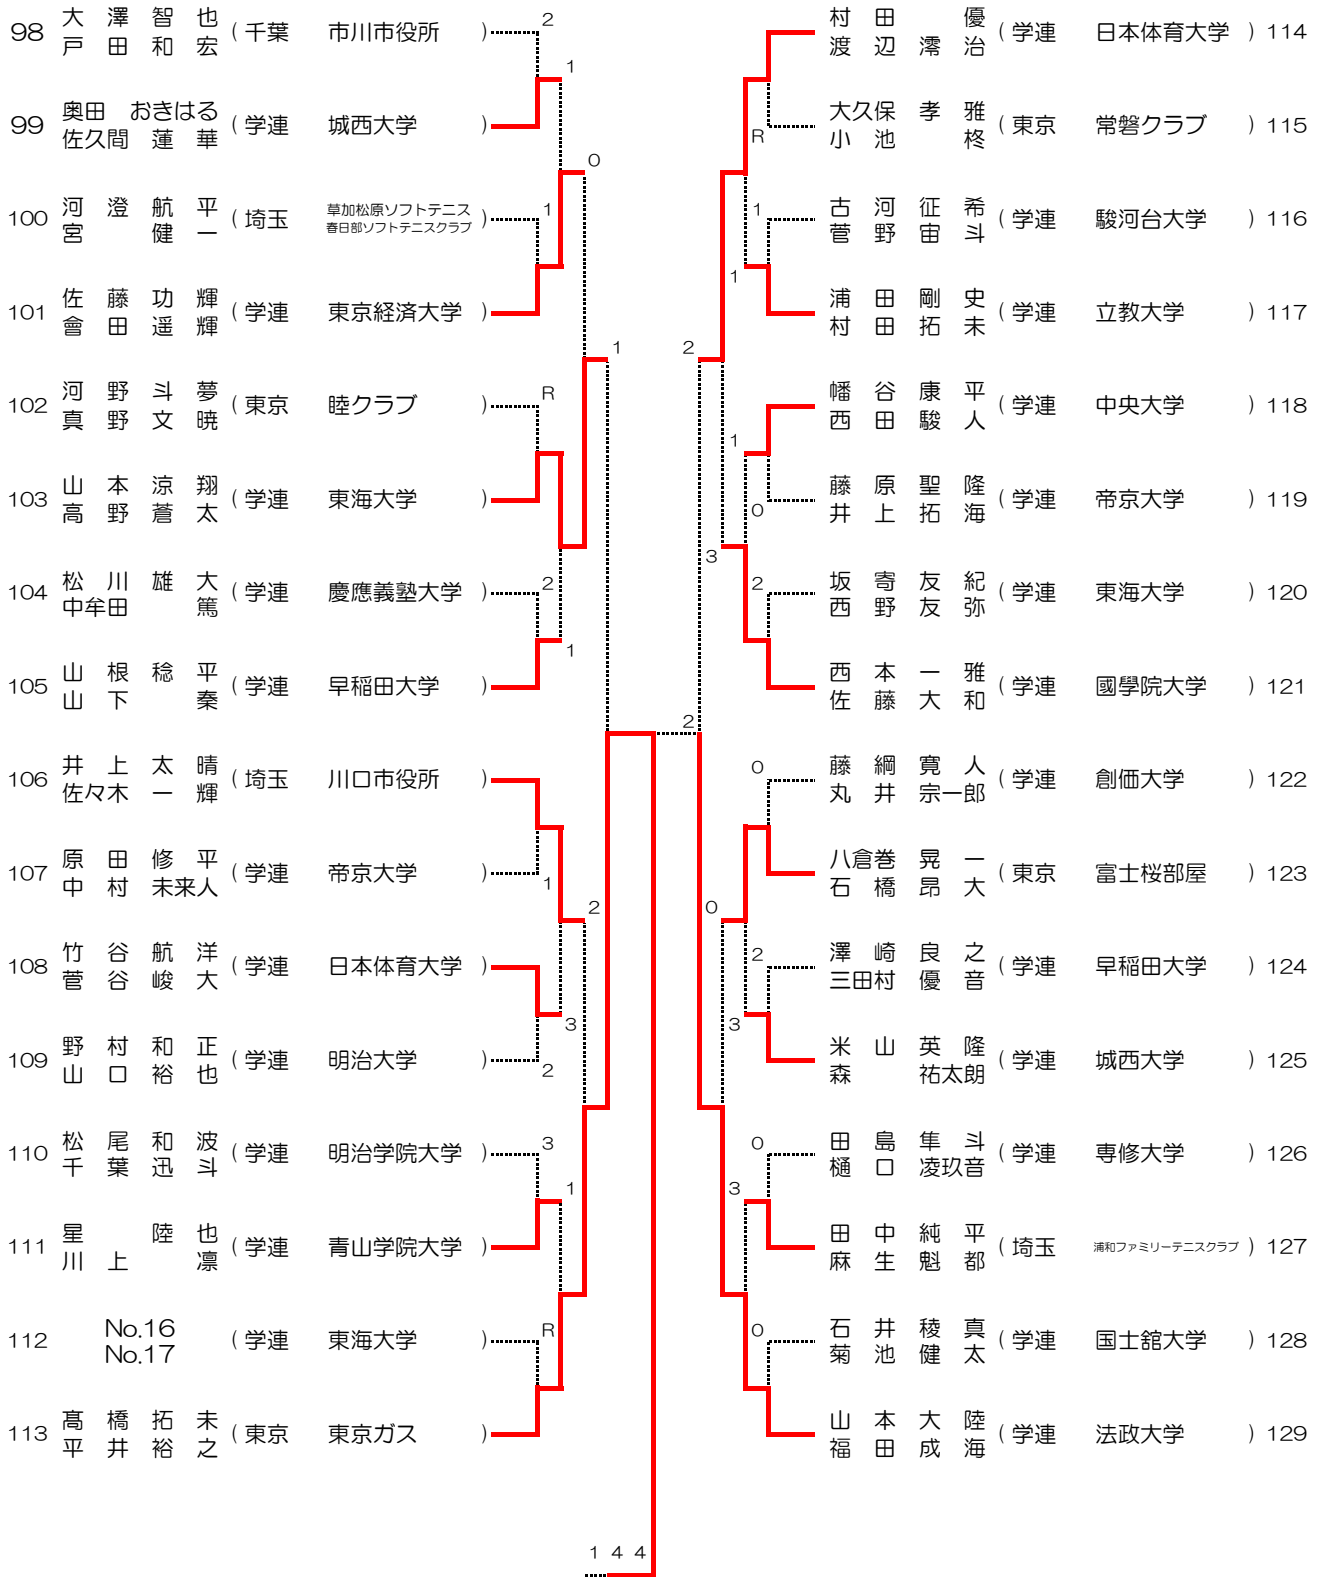 98 大澤智也 戸田和宏 (千葉 市川市役所)
2
99 奥田 おきはる 佐久間蓮華 (学連 城西大学)
1
100 河澄航平 宮健一 (埼玉 草加松原ソフトテニス 春日部ソフトテニスクラブ)
1
0
101 佐藤功輝 會田遥輝 (学連 東京経済大学)
102 河野斗夢 真野文暁 (東京 睦クラブ)
R
1
103 山本涼翔 高野蒼太 (学連 東海大学)
104 松川雄大 中牟田篤 (学連 慶應義塾大学)
2
105 山根稔平 山下秦 (学連 早稲田大学)
1
106 井上太晴 佐々木一輝 (埼玉 川口市役所)
107 原田修平 中村未来人 (学連 帝京大学)
1
2
108 竹谷航洋 菅谷峻大 (学連 日本体育大学)
3
109 野村和正 山口裕也 (学連 明治大学)
2
110 松尾和波 千葉迅斗 (学連 明治学院大学)
3
111 星陸也 川上凛 (学連 青山学院大学)
1
112 No.16 No.17 (学連 東海大学)
R
113 髙橋拓未 平井裕之 (東京 東京ガス)
村田優 渡辺澪治 (学連 日本体育大学) 114
大久保孝雅 小池柊 (東京 常磐クラブ) 115
R
古河征希 菅野宙斗 (学連 駿河台大学) 116
1
浦田剛史 村田拓未 (学連 立教大学) 117
1
2
幡谷康平 西田駿人 (学連 中央大学) 118
1
藤原聖隆 井上拓海 (学連 帝京大学) 119
0
3
坂寄友紀 西野友弥 (学連 東海大学) 120
2
西本一雅 佐藤大和 (学連 國學院大学) 121
2
藤綱寛人 丸井宗一郎 (学連 創価大学) 122
0
八倉巻晃一 石橋昂大 (東京 富士桜部屋) 123
0
澤崎良之 三田村優音 (学連 早稲田大学) 124
2
米山英隆 森祐太朗 (学連 城西大学) 125
3
田島隼斗 樋口凌玖音 (学連 専修大学) 126
0
3
田中純平 麻生魁都 (埼玉 浦和ファミリーテニスクラブ) 127
石井稜真 菊池健太 (学連 国士舘大学) 128
0
山本大陸 福田成海 (学連 法政大学) 129
1 4 4